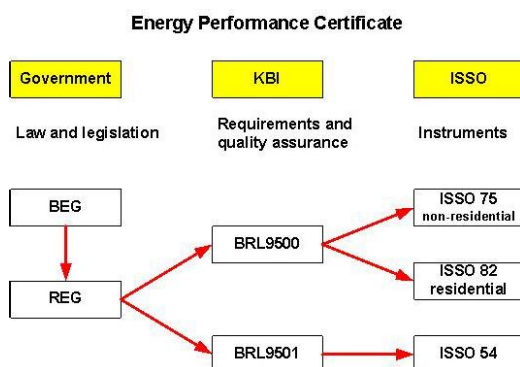 Energy Performance Certificate
Government
KBI
ISSO
Law and legislation
Requirements and
quality assurance
Instruments
BEG
REG
BRL9500
BRL9501
ISSO 75
non-residential
ISSO 82
residential
ISSO 54